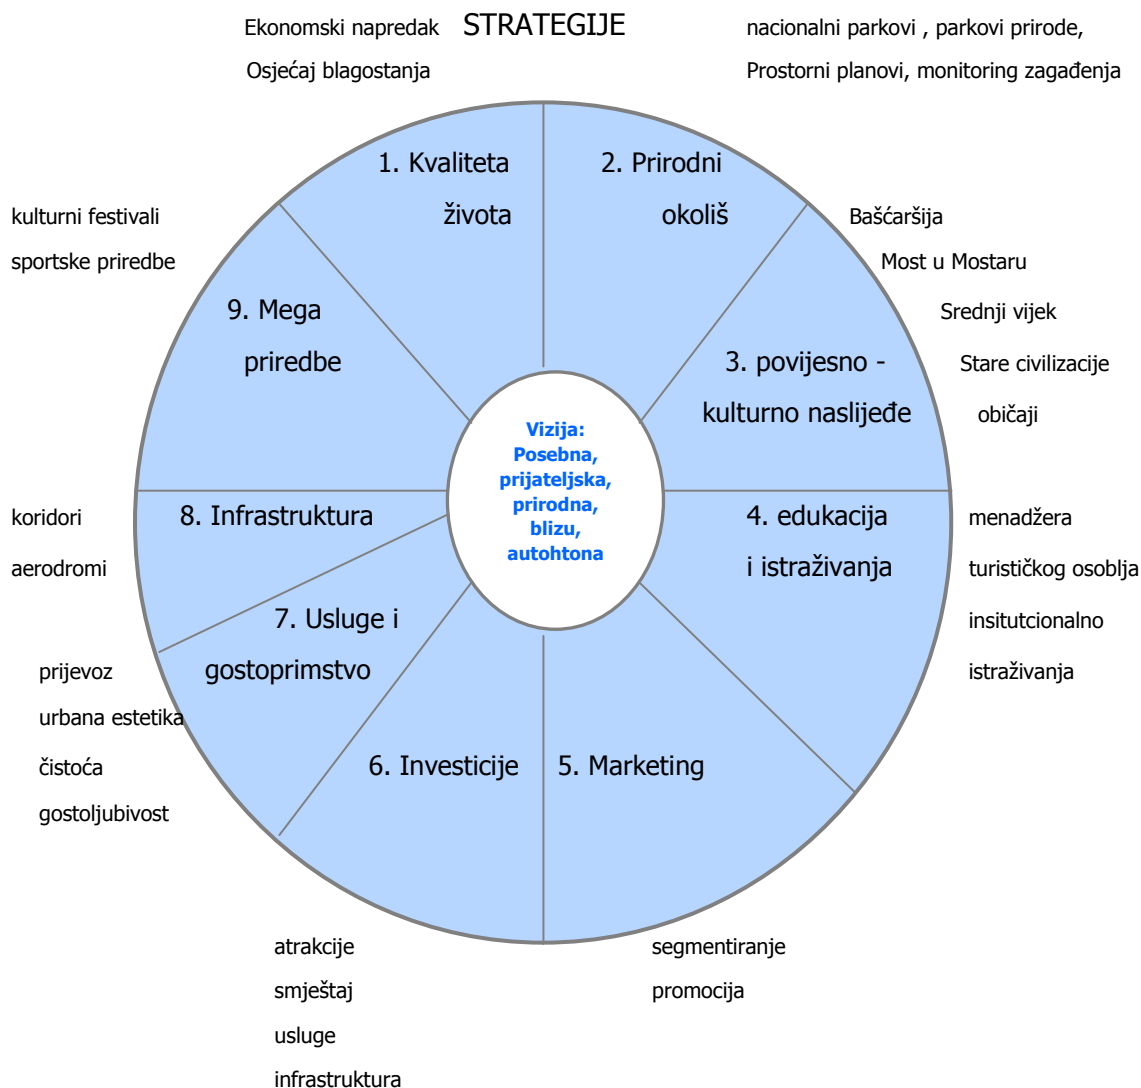 STRATEGIJE
Ekonomski napredak
Osjećaj blagostanja
1. Kvaliteta
života
nacionalni parkovi , parkovi prirode,
Prostorni planovi, monitoring zagađenja
2. Prirodni
okoliš
Bašćaršija
Most u Mostaru
Srednji vijek
Stare civilizacije
običaji
3. povijesno -
kulturno naslijeđe
4. edukacija
i istraživanja
menadžera
turističkog osoblja
insitutcionalno
istraživanja
5. Marketing
segmentiranje
promocija
6. Investicije
atrakcije
smještaj
usluge
infrastruktura
7. Usluge i
gostoprimstvo
prijevoz
urbana estetika
čistoća
gostoljubivost
8. Infrastruktura
koridori
aerodromi
9. Mega
priredbe
kulturni festivali
sportske priredbe
Vizija:
Posebna,
prijateljska,
prirodna,
blizu,
autohtona